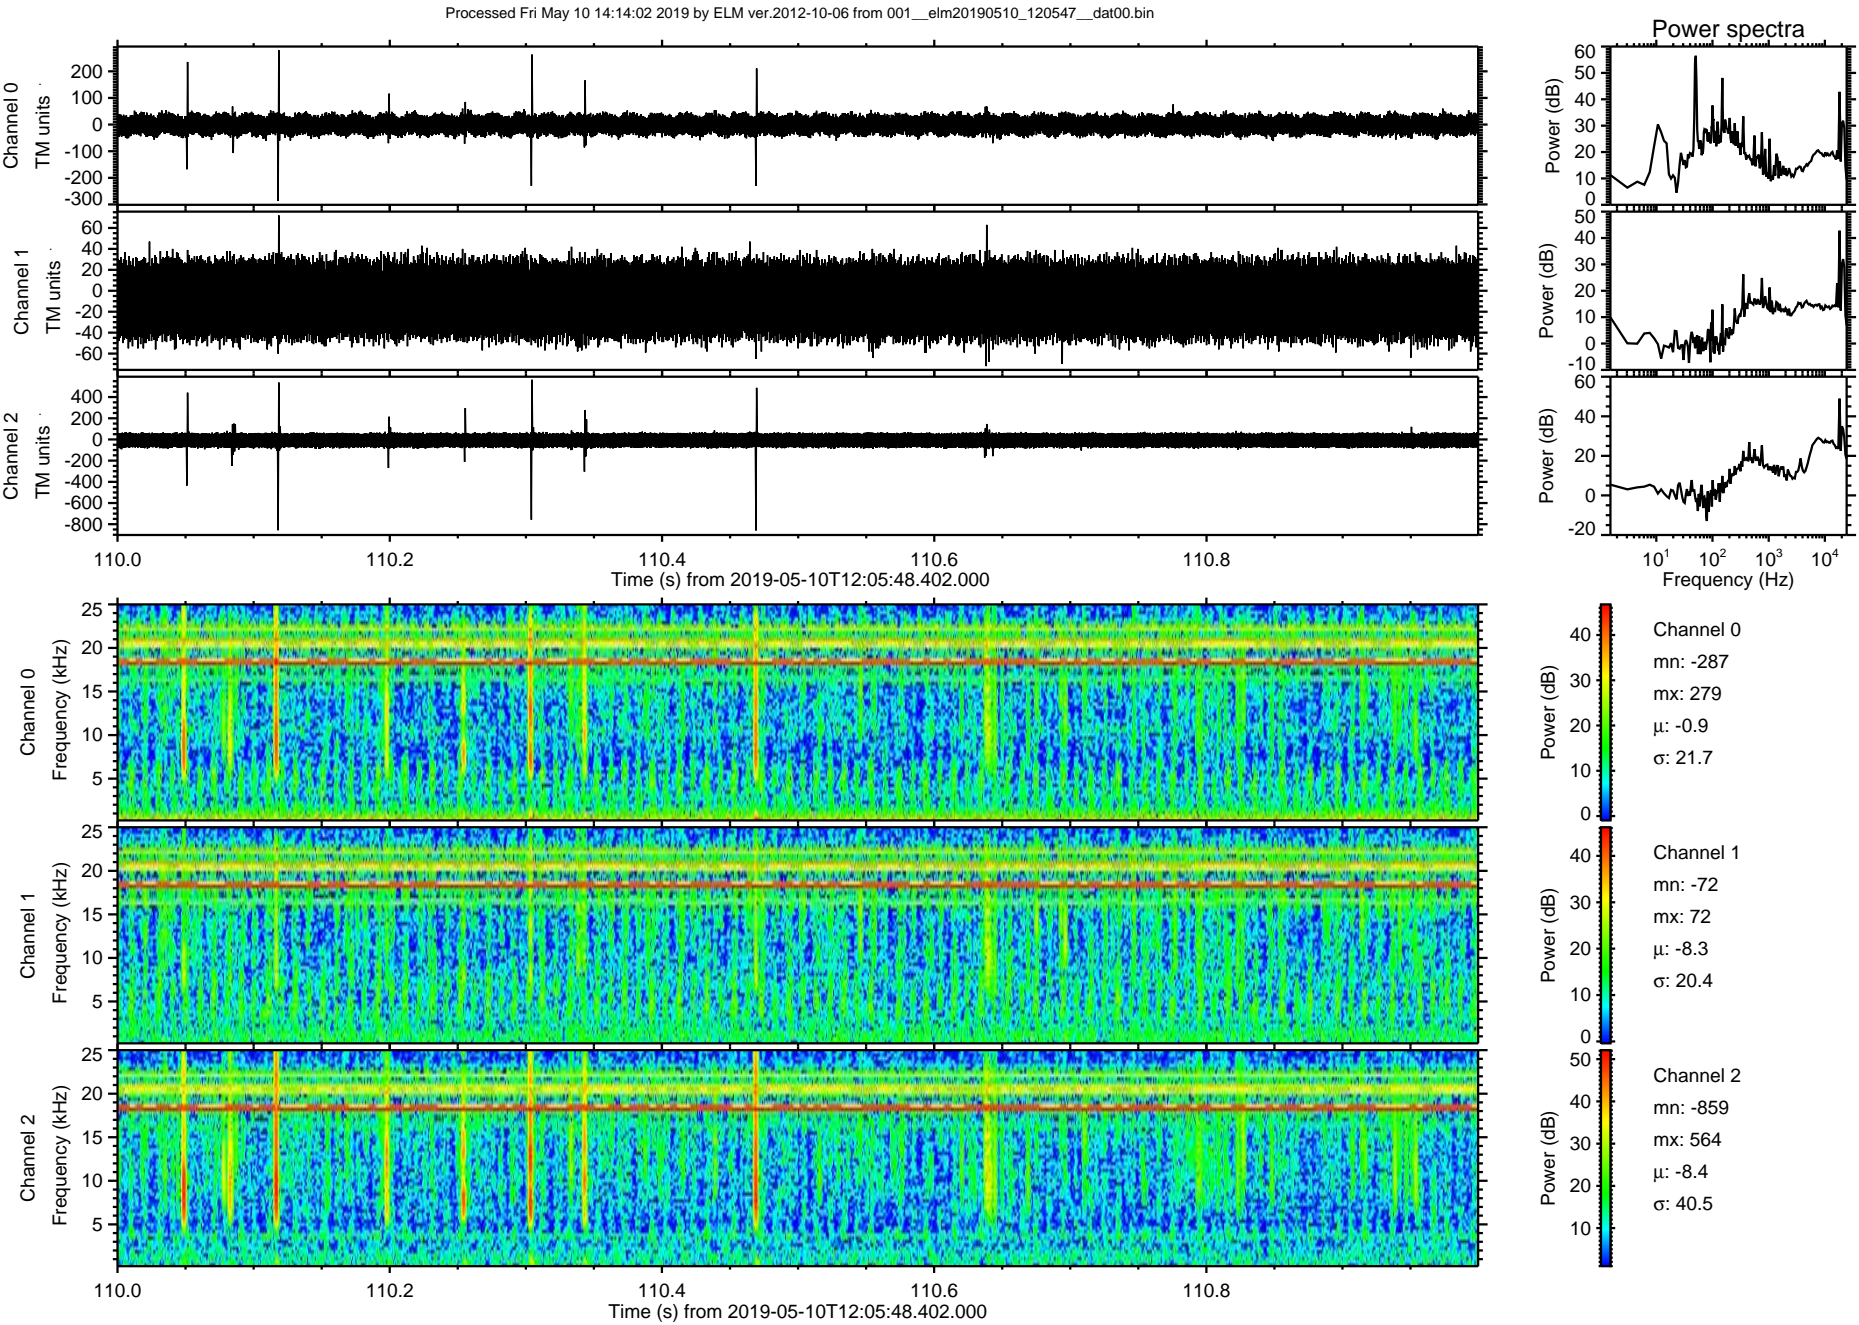 Processed Fri May 10 14:14:02 2019 by ELM ver.2012-10-06 from 001__elm20190510_120547__dat00.bin
Power spectra
Channel 0
TM units
200
100
0
-100
-200
-300
Power (dB)
60
50
40
30
20
10
0
Channel 1
TM units
60
40
20
0
-20
-40
-60
Power (dB)
50
40
30
20
10
0
-10
Channel 2
TM units
400
200
0
-200
-400
-600
-800
Power (dB)
60
40
20
0
-20
110.0 110.2 110.4 110.6 110.8
Time (s) from 2019-05-10T12:05:48.402.000
10¹ 10² 10³ 10⁴
Frequency (Hz)
Channel 0
Frequency (kHz)
25
20
15
10
5
Power (dB)
40
30
20
10
0
Channel 0
mn: -287
mx: 279
μ: -0.9
σ: 21.7
Channel 1
Frequency (kHz)
25
20
15
10
5
Power (dB)
40
30
20
10
0
Channel 1
mn: -72
mx: 72
μ: -8.3
σ: 20.4
Channel 2
Frequency (kHz)
25
20
15
10
5
Power (dB)
50
40
30
20
10
Channel 2
mn: -859
mx: 564
μ: -8.4
σ: 40.5
110.0 110.2 110.4 110.6 110.8
Time (s) from 2019-05-10T12:05:48.402.000